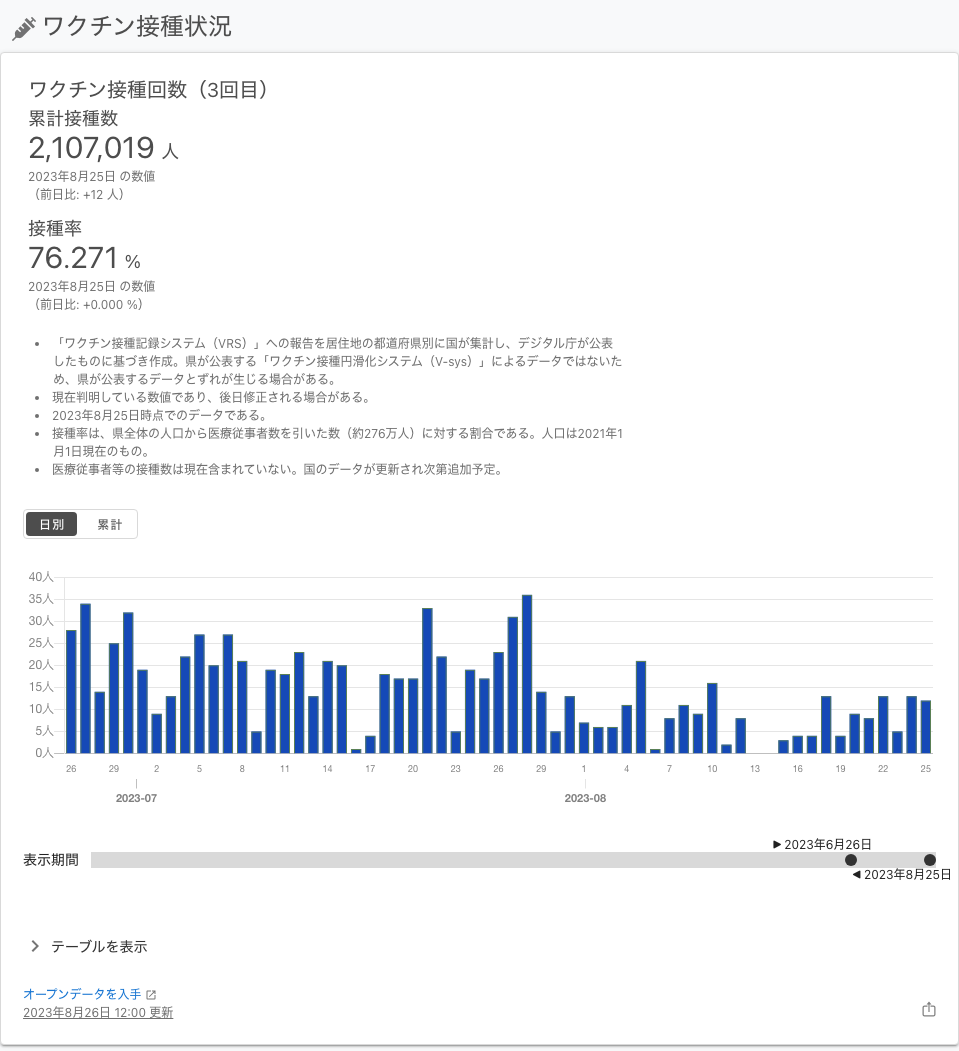 ワクチン接種状況
ワクチン接種回数（3回目）
累計接種数
2,107,019 人
2023年8月25日 の数値
（前日比: +12 人）
接種率
76.271 %
2023年8月25日 の数値
（前日比: +0.000 %）
• 「ワクチン接種記録システム（VRS）」への報告を居住地の都道府県別に国が集計し、デジタル庁が公表
したものに基づき作成。県が公表する「ワクチン接種円滑化システム（V-sys）」によるデータではないた
め、県が公表するデータとずれが生じる場合がある。
• 現在判明している数値であり、後日修正される場合がある。
• 2023年8月25日時点でのデータである。
• 接種率は、県全体の人口から医療従事者数を引いた数（約276万人）に対する割合である。人口は2021年1
月1日現在のもの。
• 医療従事者等の接種数は現在含まれていない。国のデータが更新され次第追加予定。
日別 累計
40人
35人
30人
25人
20人
15人
10人
5人
0人
26 29 2 5 8 11 14 17 20 23 26 29 1 4 7 10 13 16 19 22 25
2023-07 2023-08
2023年6月26日
表示期間
2023年8月25日
テーブルを表示
オープンデータを入手
2023年8月26日 12:00 更新